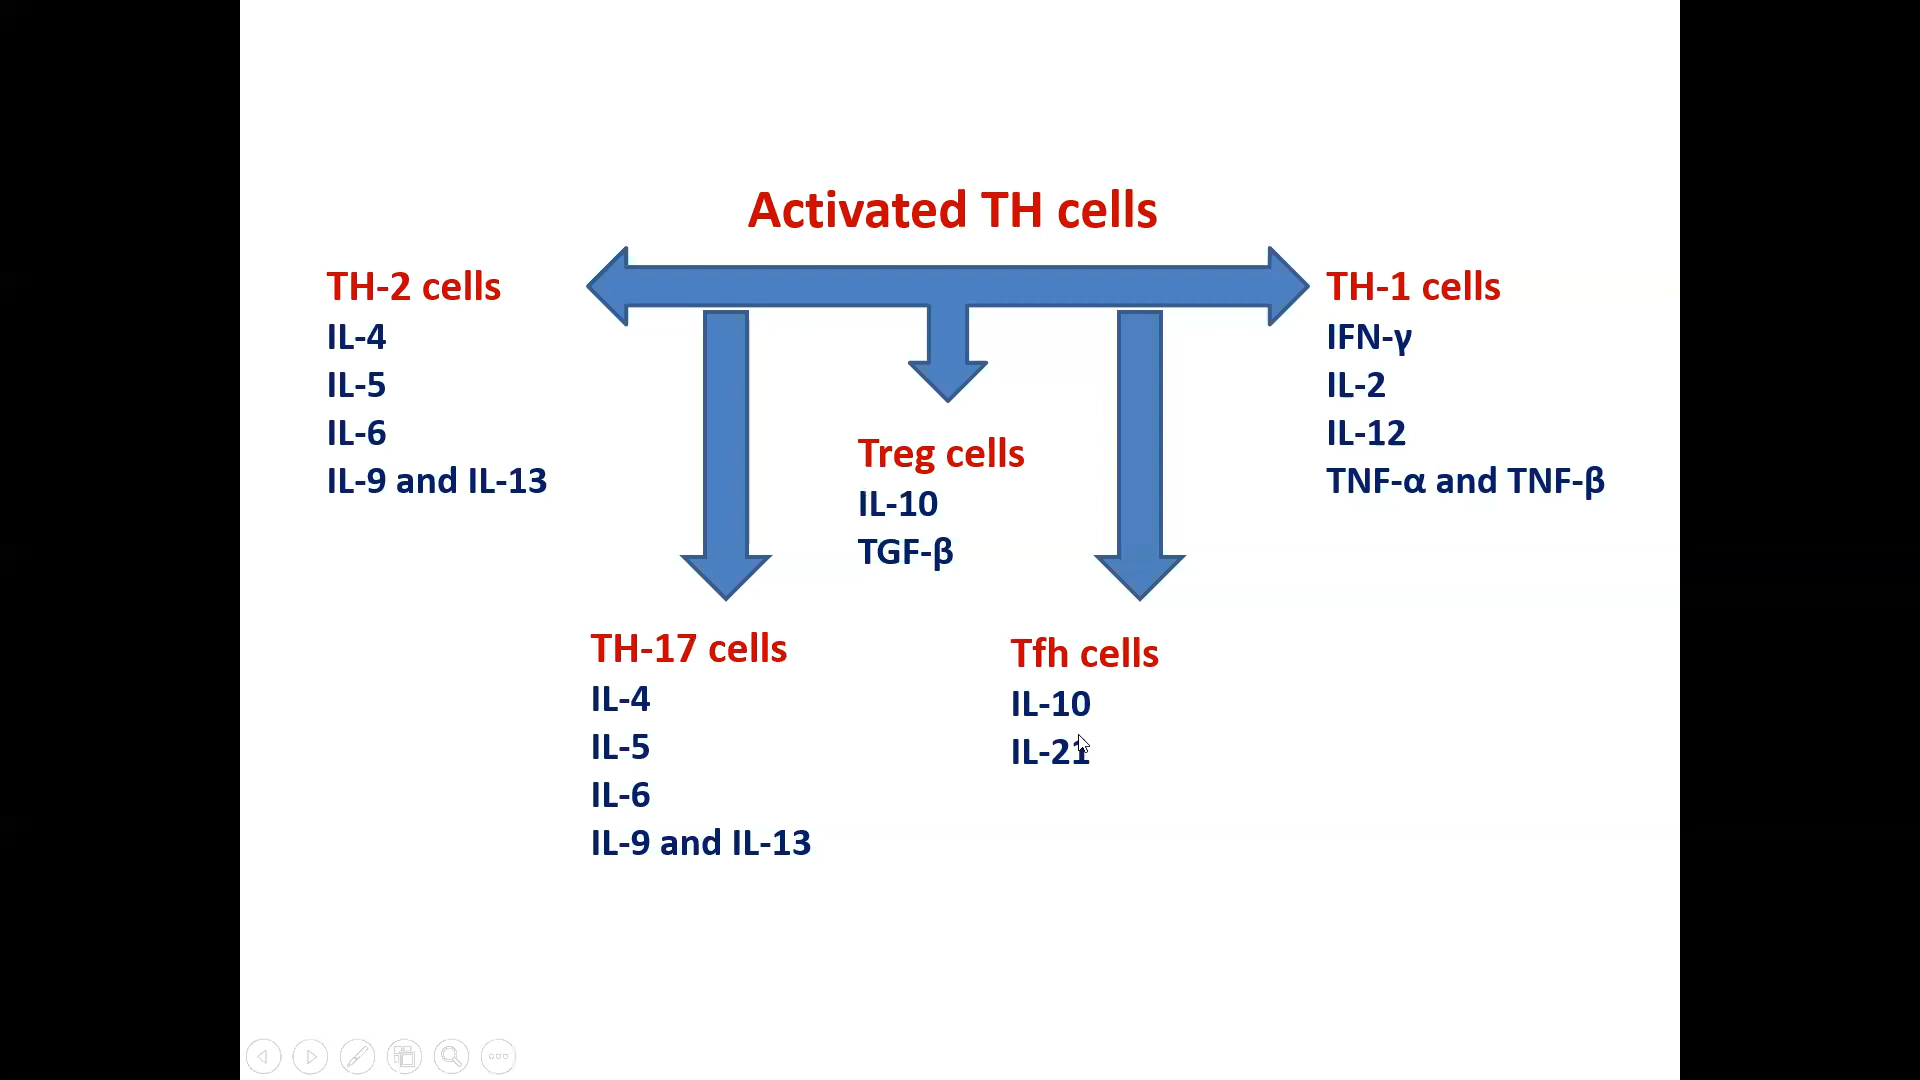 Activated TH cells
TH-2 cells
IL-4
IL-5
IL-6
IL-9 and IL-13
TH-1 cells
IFN-γ
IL-2
IL-12
TNF-α and TNF-β
Treg cells
IL-10
TGF-β
TH-17 cells
IL-4
IL-5
IL-6
IL-9 and IL-13
Tfh cells
IL-10
IL-21